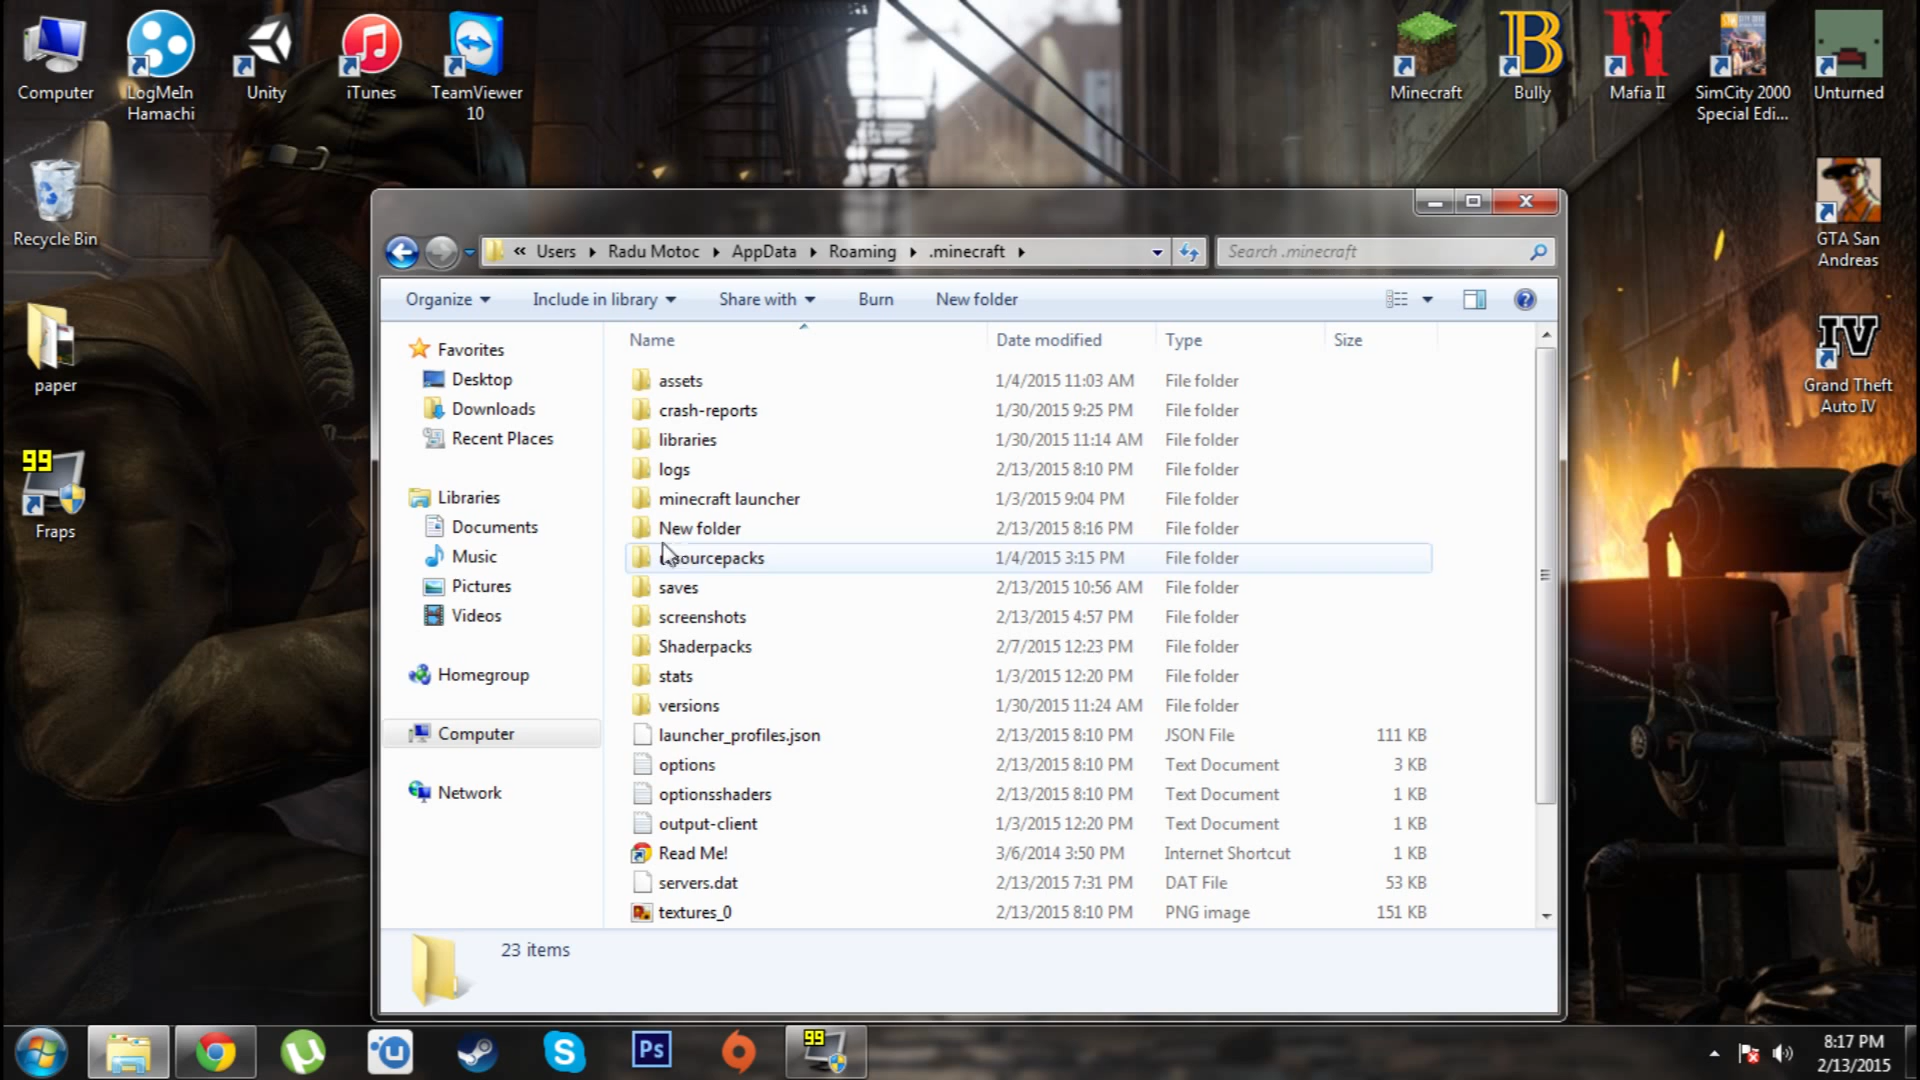 Computer
LogMeIn
Hamachi
Unity
iTunes
TeamViewer
10
Minecraft
Bully
Mafia II
SimCity 2000
Special Edi...
Unturned
Recycle Bin
GTA San
Andreas
paper
Grand Theft
Auto IV
99
Fraps
« Users Radu Motoc AppData Roaming .minecraft
Search .minecraft
Organize Include in library Share with Burn New folder
Favorites
Desktop
Downloads
Recent Places
Libraries
Documents
Music
Pictures
Videos
Homegroup
Computer
Network
Name Date modified Type Size
assets 1/4/2015 11:03 AM File folder
crash-reports 1/30/2015 9:25 PM File folder
libraries 1/30/2015 11:14 AM File folder
logs 2/13/2015 8:10 PM File folder
minecraft launcher 1/3/2015 9:04 PM File folder
New folder 2/13/2015 8:16 PM File folder
resourcepacks 1/4/2015 3:15 PM File folder
saves 2/13/2015 10:56 AM File folder
screenshots 2/13/2015 4:57 PM File folder
Shaderpacks 2/7/2015 12:23 PM File folder
stats 1/3/2015 12:20 PM File folder
versions 1/30/2015 11:24 AM File folder
launcher_profiles.json 2/13/2015 8:10 PM JSON File 111 KB
options 2/13/2015 8:10 PM Text Document 3 KB
optionsshaders 2/13/2015 8:10 PM Text Document 1 KB
output-client 1/3/2015 12:20 PM Text Document 1 KB
Read Me! 3/6/2014 3:50 PM Internet Shortcut 1 KB
servers.dat 2/13/2015 7:31 PM DAT File 53 KB
textures_0 2/13/2015 8:10 PM PNG image 151 KB
23 items
Ps
99
8:17 PM
2/13/2015